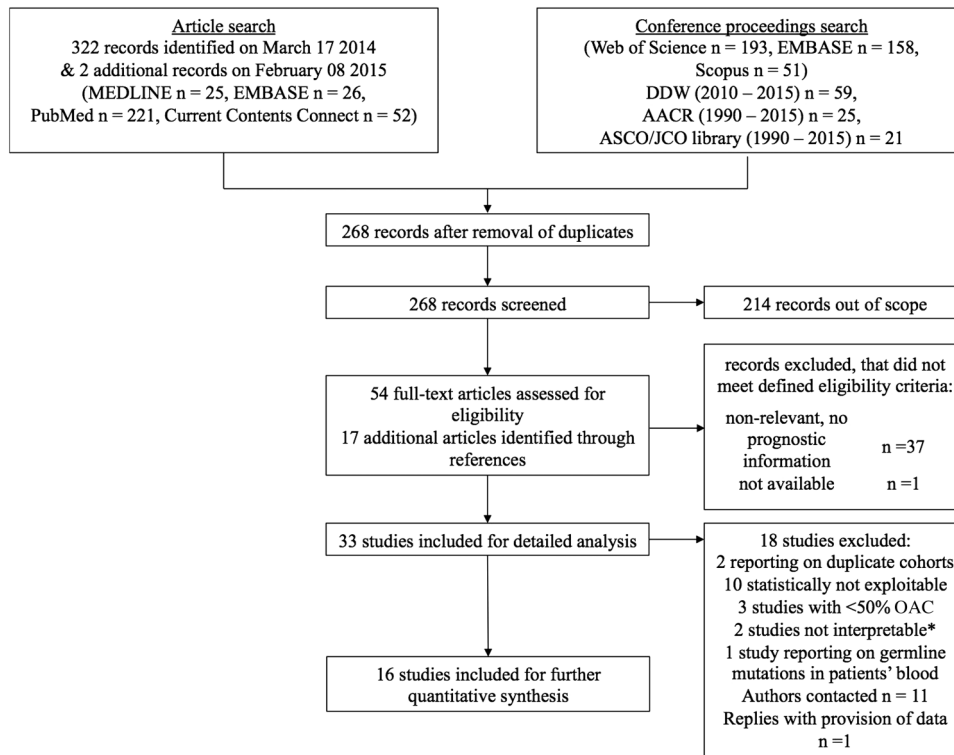 Article search
322 records identified on March 17 2014
& 2 additional records on February 08 2015
(MEDLINE n = 25, EMBASE n = 26,
PubMed n = 221, Current Contents Connect n = 52)
Conference proceedings search
(Web of Science n = 193, EMBASE n = 158,
Scopus n = 51)
DDW (2010 – 2015) n = 59,
AACR (1990 – 2015) n = 25,
ASCO/JCO library (1990 – 2015) n = 21
268 records after removal of duplicates
268 records screened
214 records out of scope
54 full-text articles assessed for
eligibility
17 additional articles identified through
references
records excluded, that did not
meet defined eligibility criteria:
non-relevant, no
prognostic
information
n =37
not available
n =1
33 studies included for detailed analysis
18 studies excluded:
2 reporting on duplicate cohorts
10 statistically not exploitable
3 studies with <50% OAC
2 studies not interpretable*
1 study reporting on germline
mutations in patients’ blood
Authors contacted = 11
Replies with provision of data
n =1
16 studies included for further
quantitative synthesis